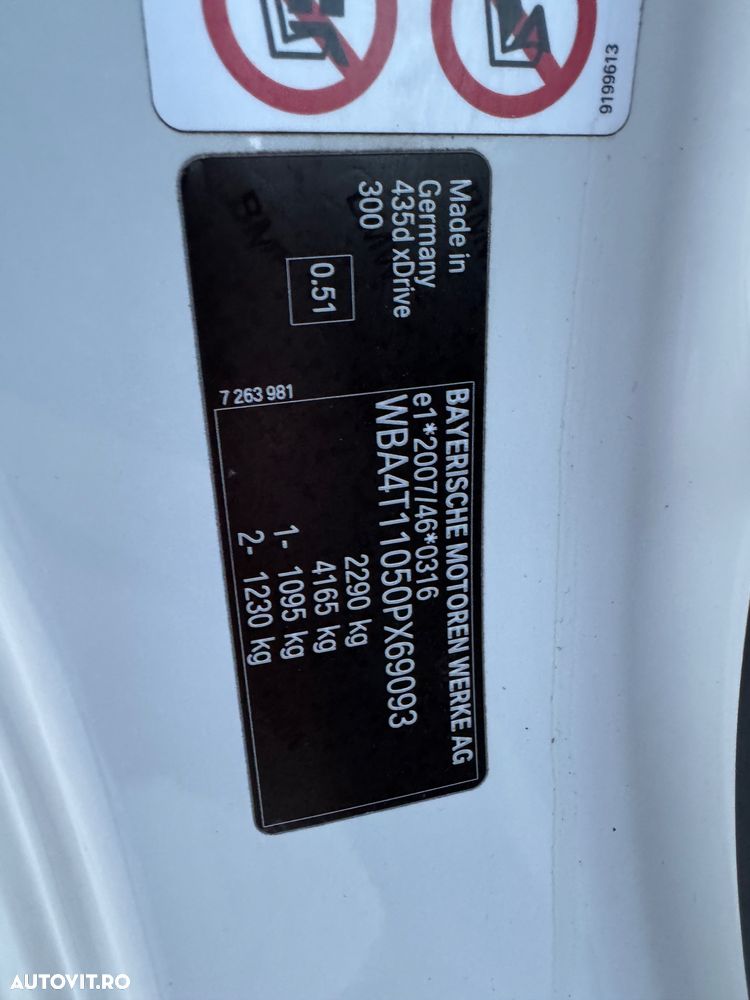 9199613
Made in
Germany
435d xDrive
300
0.51
7 263 981
BAYERISCHE MOTOREN WERKE AG
e1*2007/46*0316
WBA4T11050PX69093
2290 kg
4165 kg
1- 1095 kg
2- 1230 kg
AUTOVIT.RO